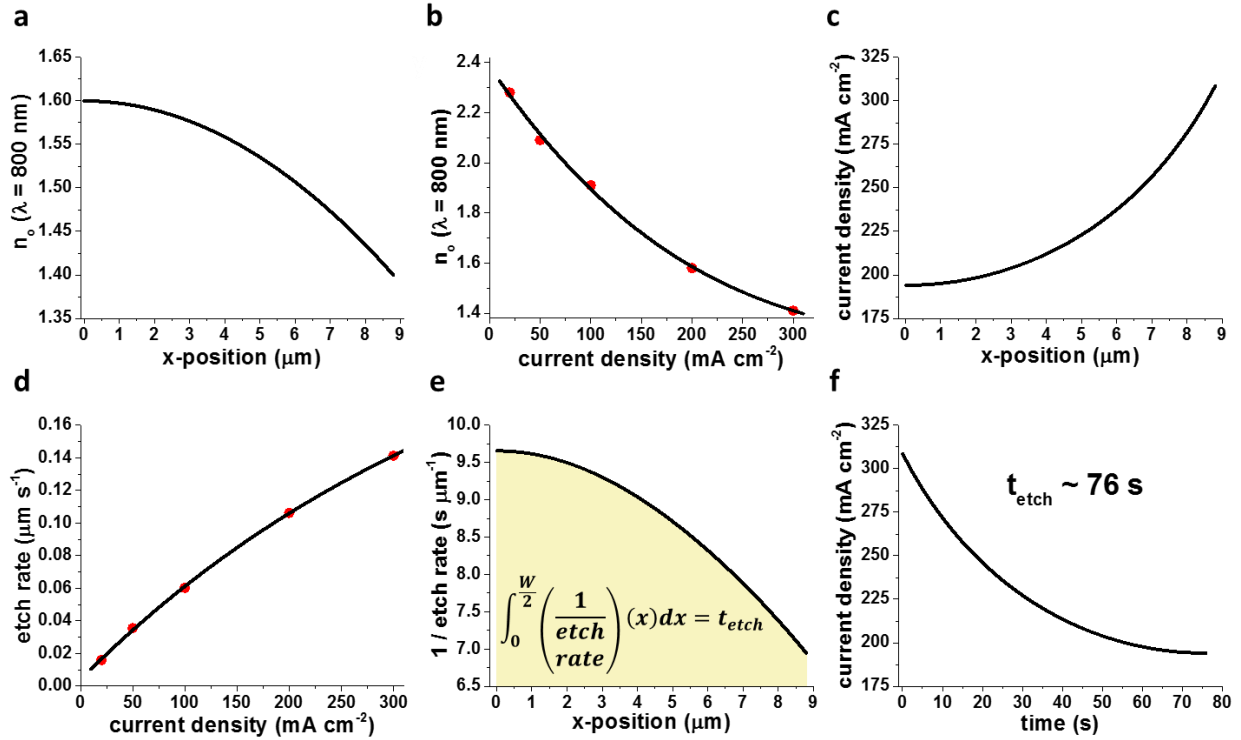 a
1.65
1.60
1.55
1.50
1.45
1.40
1.35
0 1 2 3 4 5 6 7 8 9
nₒ (λ = 800 nm)
x-position (μm)
b
2.4
2.2
2.0
1.8
1.6
1.4
0 50 100 150 200 250 300
nₒ (λ = 800 nm)
current density (mA cm⁻²)
c
325
300
275
250
225
200
175
0 1 2 3 4 5 6 7 8 9
current density (mA cm⁻²)
x-position (μm)
d
0.16
0.14
0.12
0.10
0.08
0.06
0.04
0.02
0.00
0 50 100 150 200 250 300
etch rate (μm s⁻¹)
current density (mA cm⁻²)
e
10.0
9.5
9.0
8.5
8.0
7.5
7.0
6.5
0 1 2 3 4 5 6 7 8 9
1 / etch rate (s μm⁻¹)
x-position (μm)
∫₀^(W/2) (1 / etch rate) (x)dx = t_etch
f
325
300
275
250
225
200
175
0 10 20 30 40 50 60 70 80
current density (mA cm⁻²)
time (s)
t_etch ~ 76 s